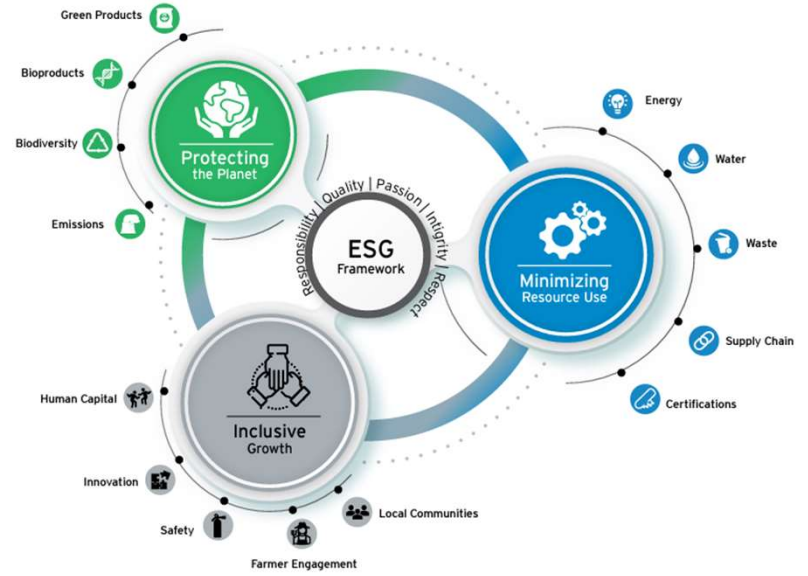 Green Products
Bioproducts
Biodiversity
Emissions
Protecting
the Planet
Responsibility | Quality | Passion | Intigrity | Respect
ESG
Framework
Energy
Water
Waste
Supply Chain
Certifications
Minimizing
Resource Use
Inclusive
Growth
Human Capital
Innovation
Safety
Farmer Engagement
Local Communities